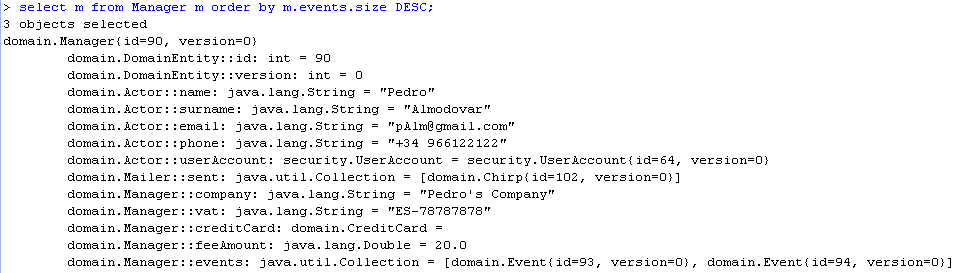 > select m from Manager m order by m.events.size DESC;
3 objects selected
domain.Manager{id=90, version=0}
domain.DomainEntity::id: int = 90
domain.DomainEntity::version: int = 0
domain.Actor::name: java.lang.String = "Pedro"
domain.Actor::surname: java.lang.String = "Almodovar"
domain.Actor::email: java.lang.String = "pAlm@gmail.com"
domain.Actor::phone: java.lang.String = "+34 966122122"
domain.Actor::userAccount: security.UserAccount = security.UserAccount{id=64, version=0}
domain.Mailer::sent: java.util.Collection = [domain.Chirp{id=102, version=0}]
domain.Manager::company: java.lang.String = "Pedro's Company"
domain.Manager::vat: java.lang.String = "ES-78787878"
domain.Manager::creditCard: domain.CreditCard =
domain.Manager::feeAmount: java.lang.Double = 20.0
domain.Manager::events: java.util.Collection = [domain.Event{id=93, version=0}, domain.Event{id=94, version=0}]